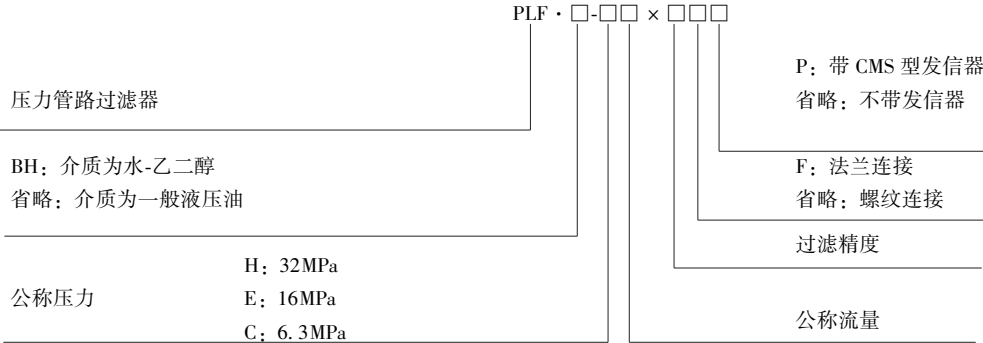 PLF·□-□□×□□□
压力管路过滤器
BH：介质为水-乙二醇
省略：介质为一般液压油
公称压力
H：32MPa
E：16MPa
C：6.3MPa
P：带 CMS 型发信器
省略：不带发信器
F：法兰连接
省略：螺纹连接
过滤精度
公称流量